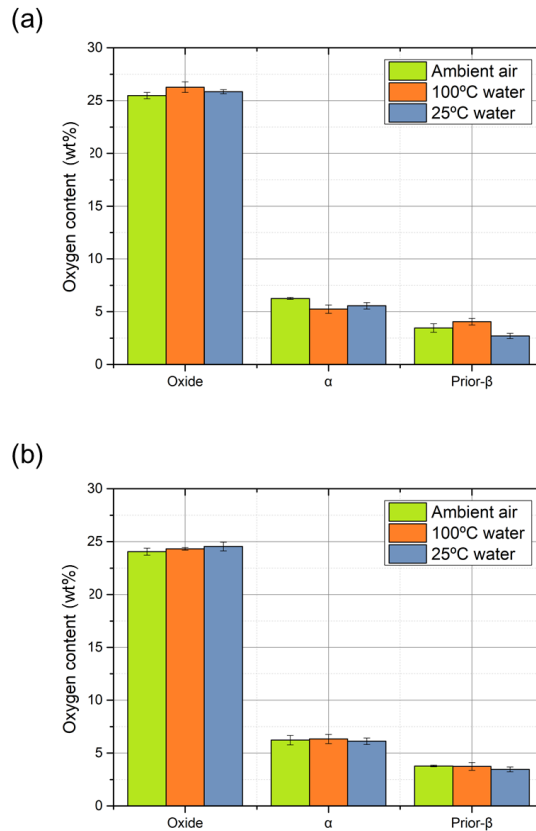 (a)
30
25
20
15
10
5
0
Oxygen content (wt%)
Ambient air
100ºC water
25ºC water
Oxide
α
Prior-β
(b)
30
25
20
15
10
5
0
Oxygen content (wt%)
Ambient air
100ºC water
25ºC water
Oxide
α
Prior-β